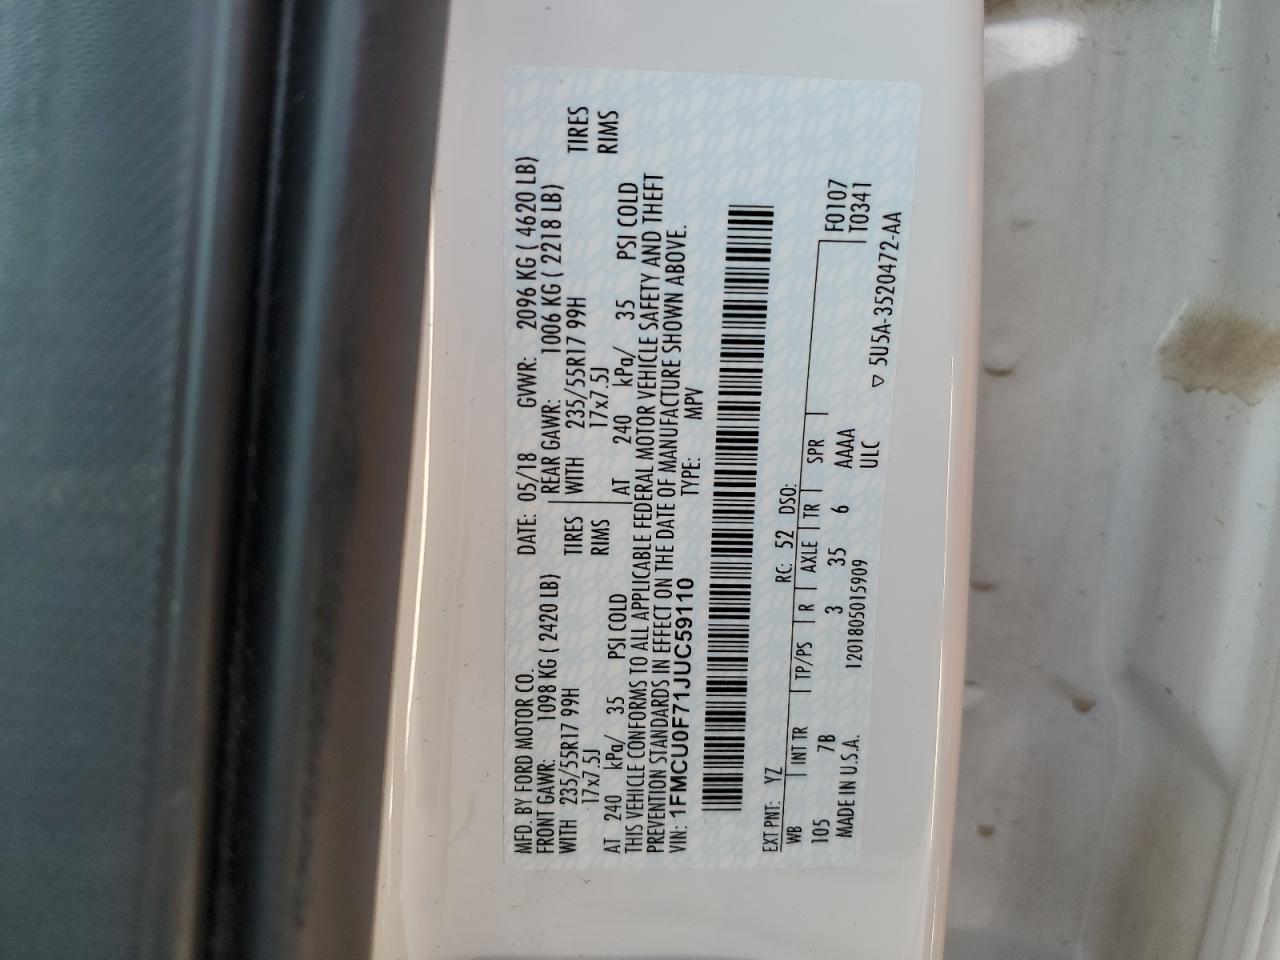 MFD. BY FORD MOTOR CO. DATE: 05/18 GVWR: 2096 KG ( 4620 LB)
FRONT GAWR: 1098 KG ( 2420 LB) REAR GAWR: 1006 KG ( 2218 LB)
WITH 235/55R17 99H TIRES WITH 235/55R17 99H TIRES
17x7.5J RIMS 17x7.5J RIMS
AT 240 kPa/ 35 PSI COLD AT 240 kPa/ 35 PSI COLD
THIS VEHICLE CONFORMS TO ALL APPLICABLE FEDERAL MOTOR VEHICLE SAFETY AND THEFT
PREVENTION STANDARDS IN EFFECT ON THE DATE OF MANUFACTURE SHOWN ABOVE.
VIN: 1FMCU0F71JUC59110 TYPE: MPV
EXT PNT: YZ RC: 52 DSO:
WB INT TR TP/PS R AXLE TR SPR F0107
105 7B 3 35 6 AAAA T0341
MADE IN U.S.A. 1201805015909 ULC
▽ 5U5A-3520472-AA